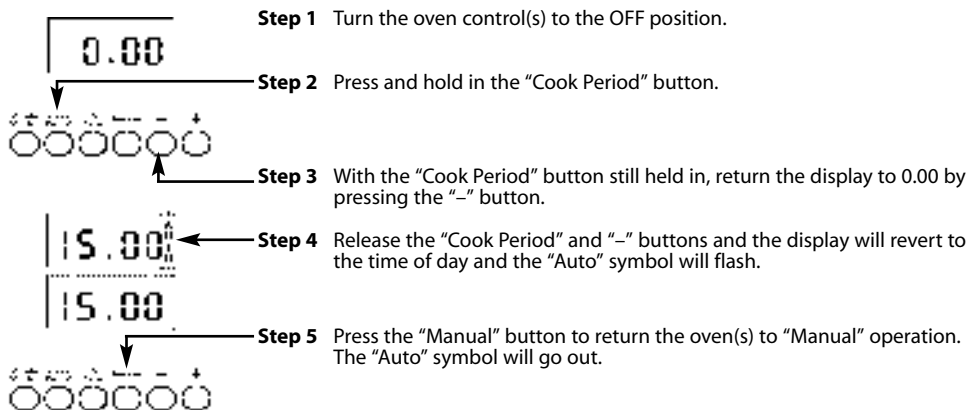 Step 1 Turn the oven control(s) to the OFF position.
0.00
Step 2 Press and hold in the “Cook Period” button.
– +
Step 3 With the “Cook Period” button still held in, return the display to 0.00 by
pressing the “–” button.
15.00
Step 4 Release the “Cook Period” and “–” buttons and the display will revert to
the time of day and the “Auto” symbol will flash.
15.00
Step 5 Press the “Manual” button to return the oven(s) to “Manual” operation.
The “Auto” symbol will go out.
– +